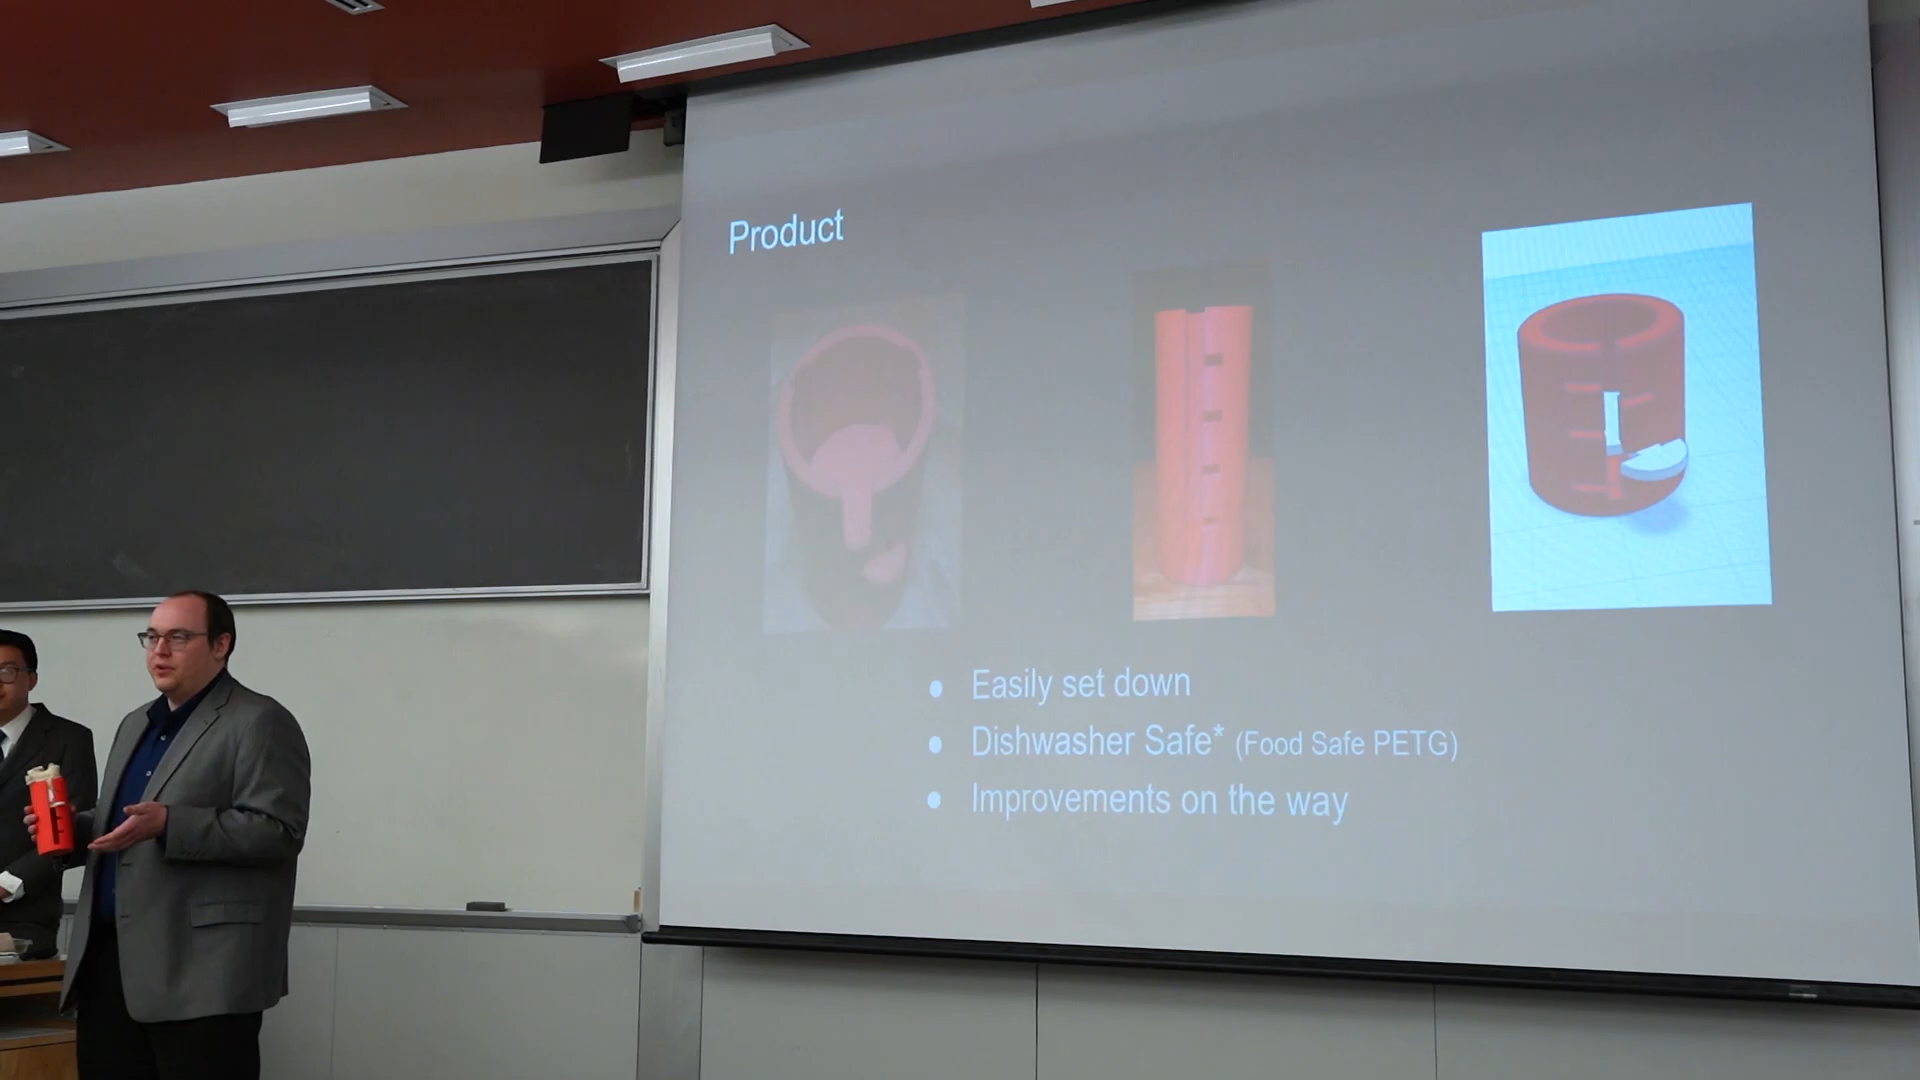 Product
● Easily set down
● Dishwasher Safe* (Food Safe PETG)
● Improvements on the way